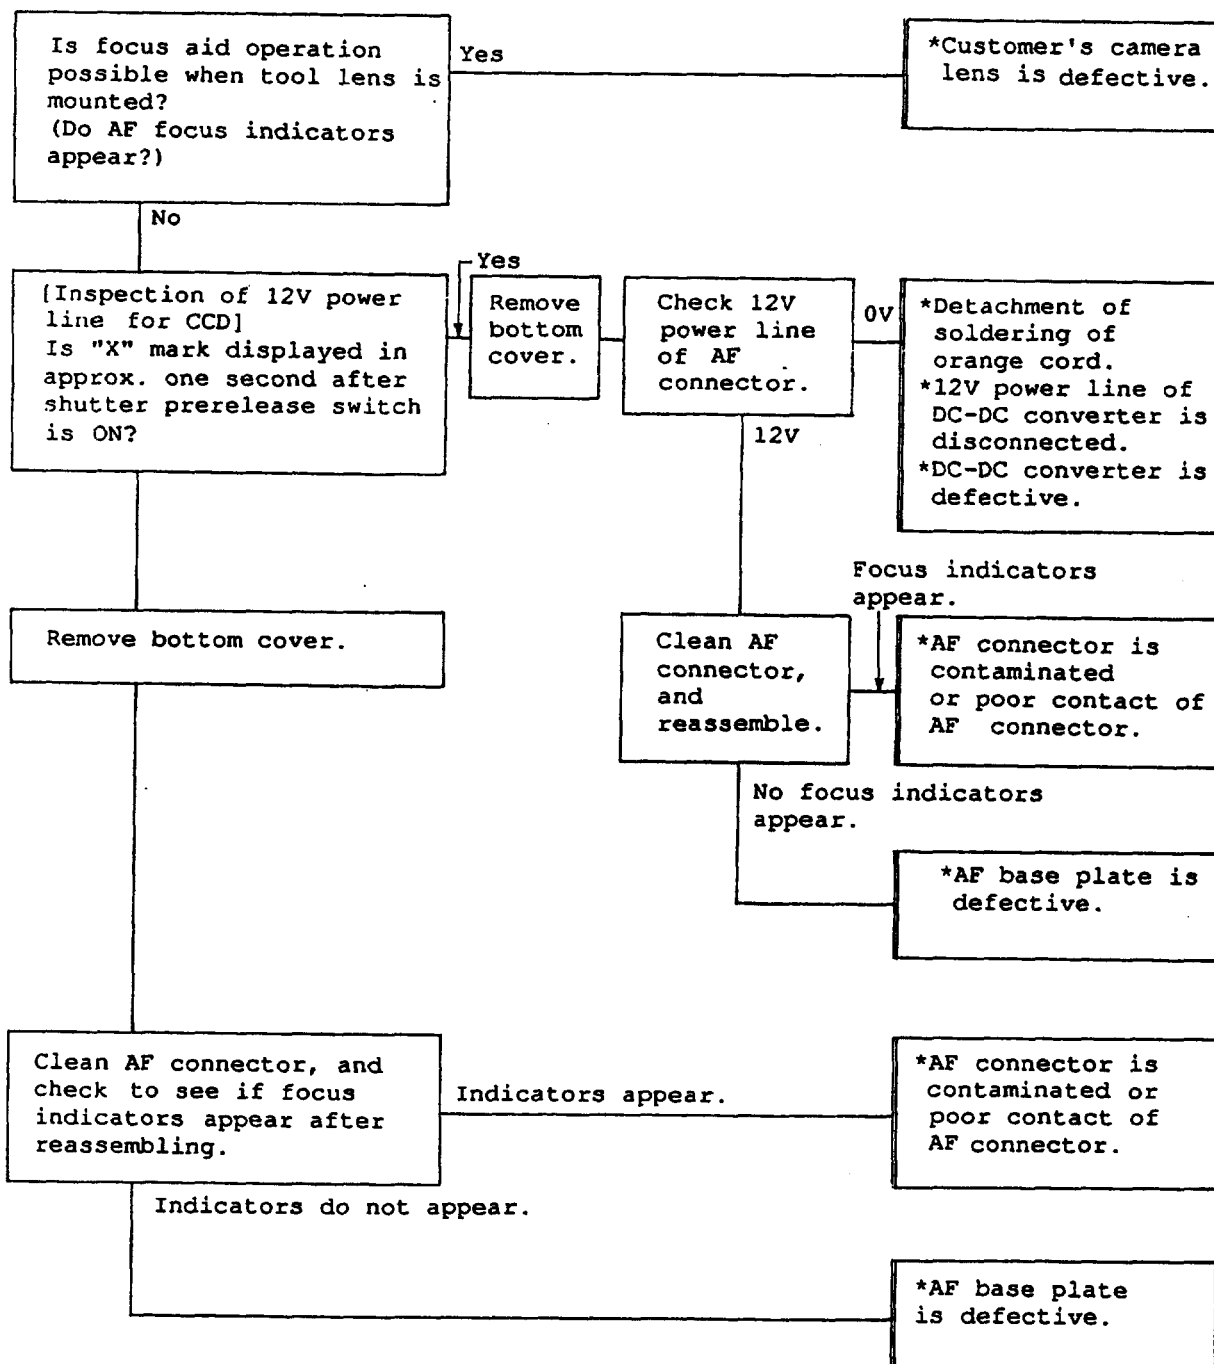 Is focus aid operation
possible when tool lens is
mounted?
(Do AF focus indicators
appear?)
Yes
*Customer's camera
lens is defective.
No
[Inspection of 12V power
line for CCD]
Is "X" mark displayed in
approx. one second after
shutter prerelease switch
is ON?
Yes
Remove
bottom
cover.
Check 12V
power line
of AF
connector.
0V
*Detachment of
soldering of
orange cord.
*12V power line of
DC-DC converter is
disconnected.
*DC-DC converter is
defective.
12V
Remove bottom cover.
Clean AF
connector,
and
reassemble.
Focus indicators
appear.
*AF connector is
contaminated
or poor contact of
AF connector.
No focus indicators
appear.
*AF base plate is
defective.
Clean AF connector, and
check to see if focus
indicators appear after
reassembling.
Indicators appear.
*AF connector is
contaminated or
poor contact of
AF connector.
Indicators do not appear.
*AF base plate
is defective.